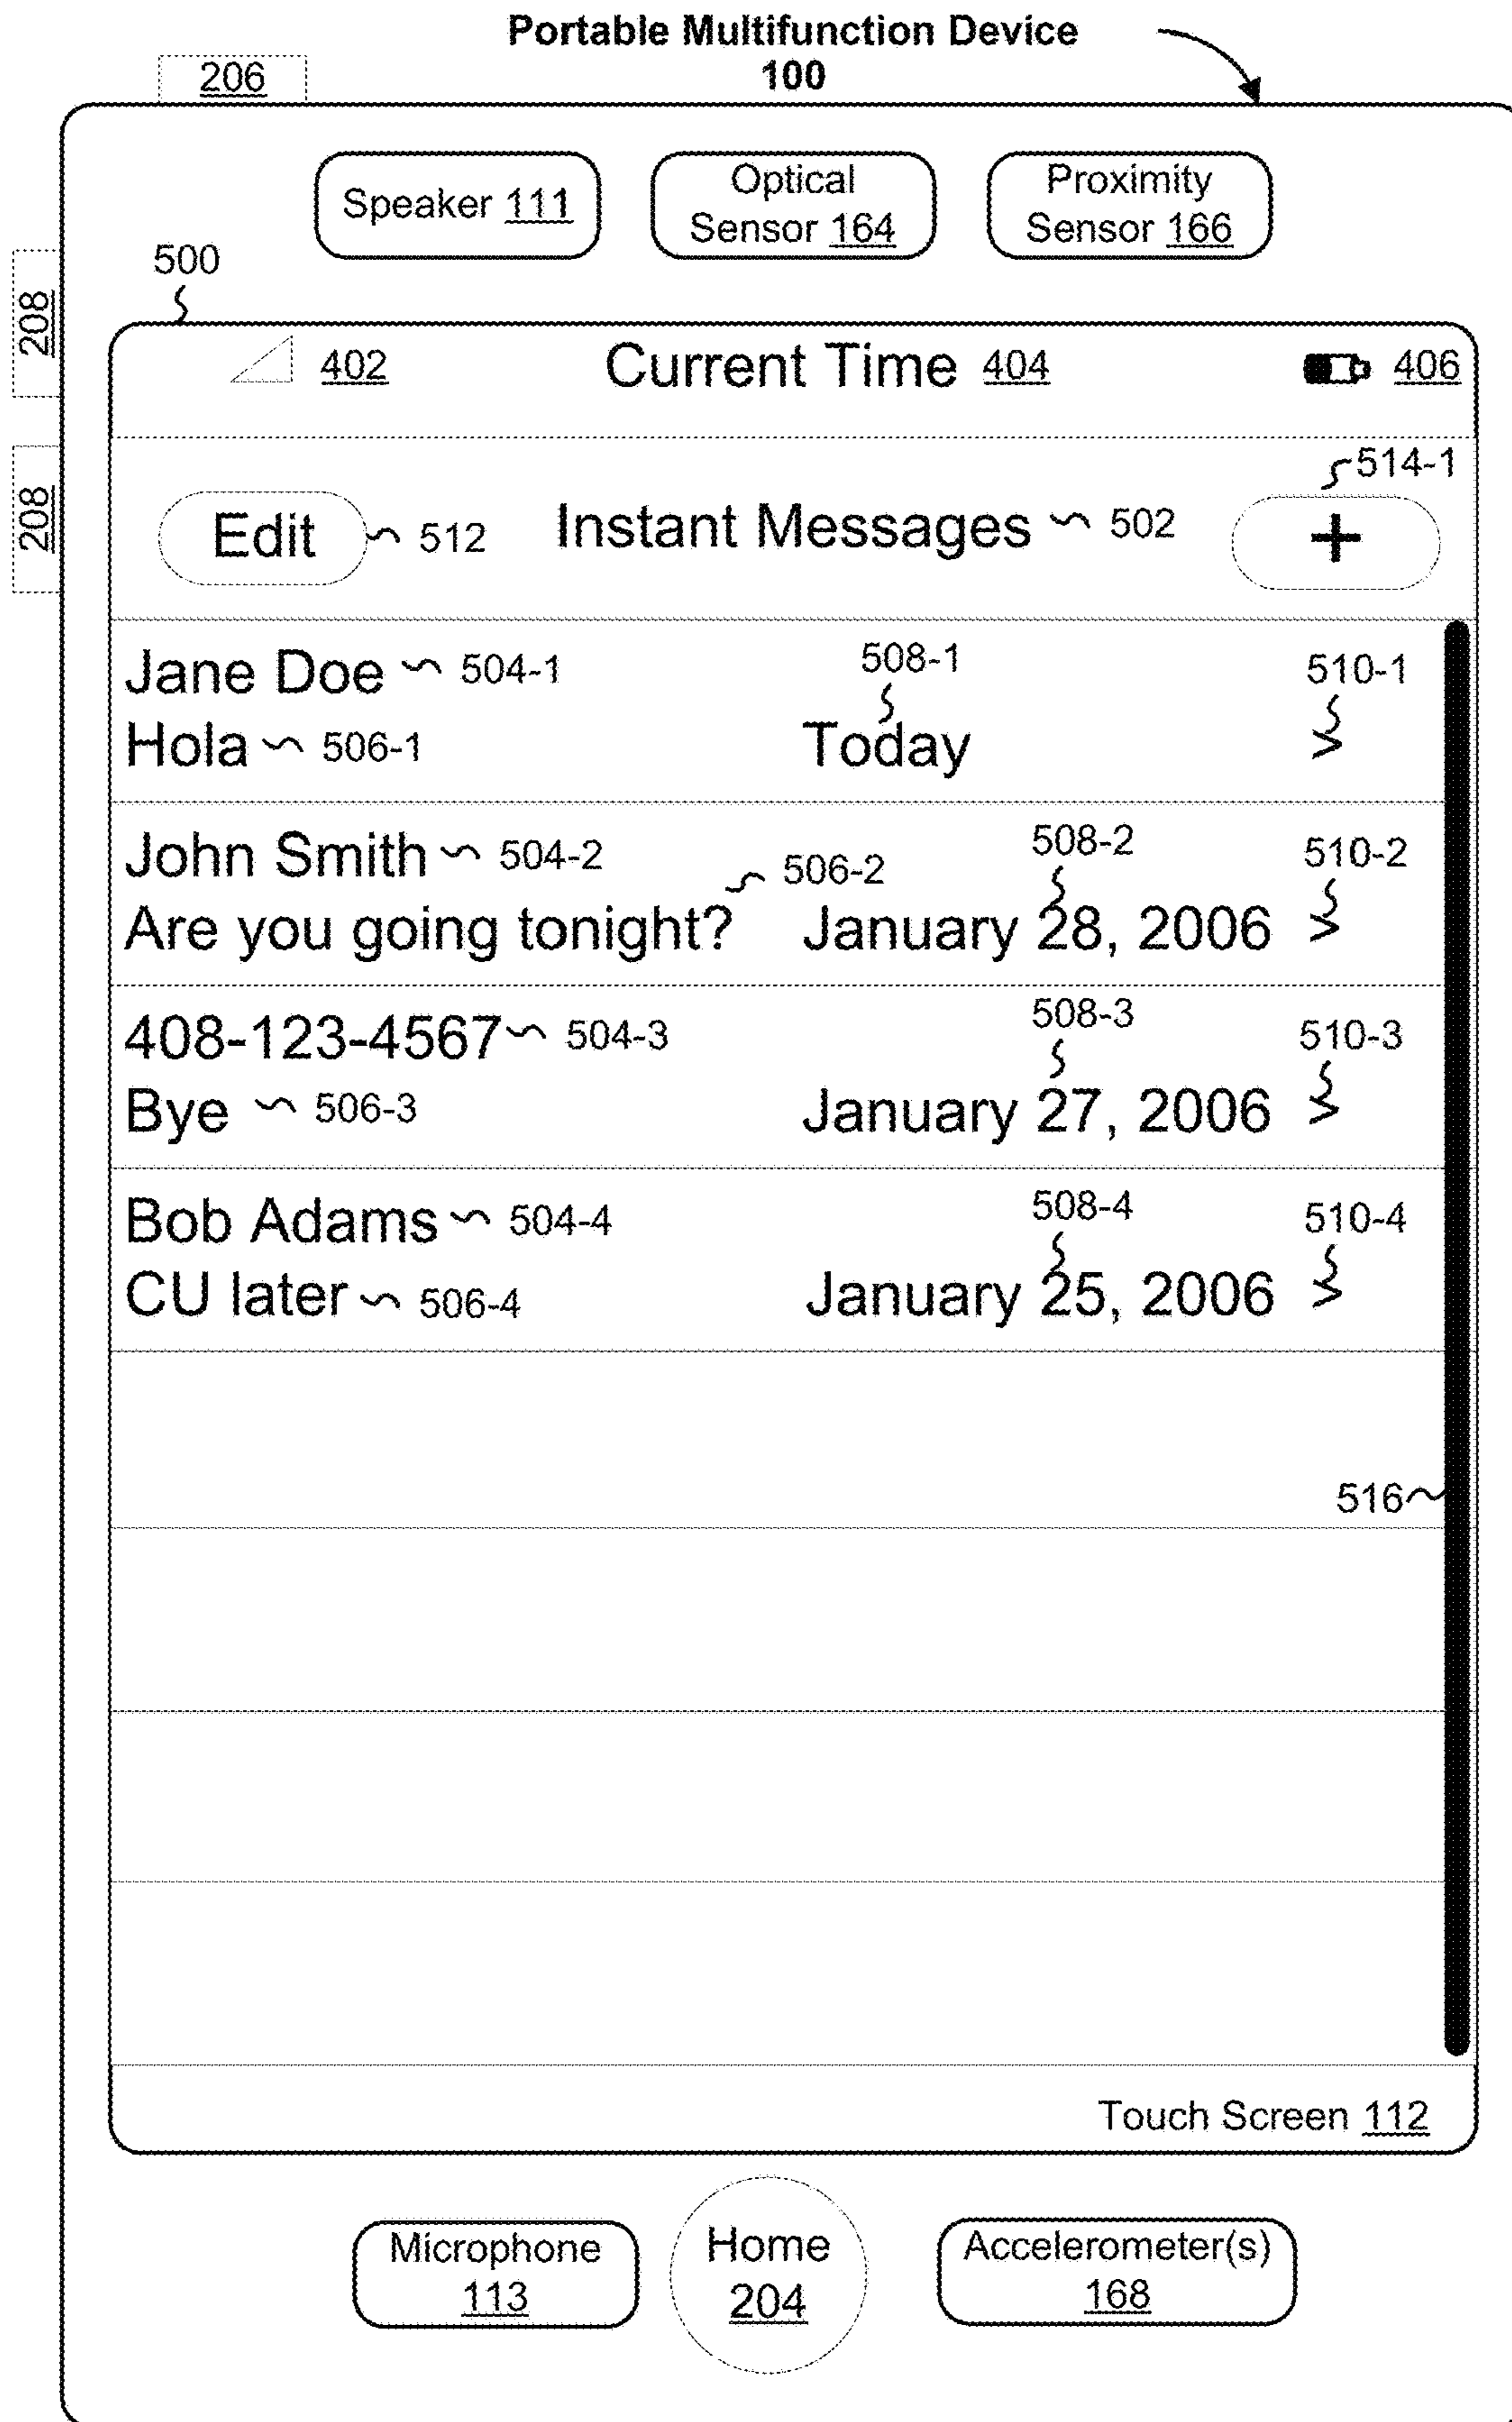 Portable Multifunction Device
100
206
Speaker 111
Optical
Sensor 164
Proximity
Sensor 166
500
208
402
Current Time 404
406
208
514-1
Edit
512
Instant Messages
502
+
Jane Doe
504-1
508-1
510-1
Hola
506-1
Today
>
John Smith
504-2
506-2
508-2
510-2
Are you going tonight?
January 28, 2006
>
408-123-4567
504-3
508-3
510-3
Bye
506-3
January 27, 2006
>
Bob Adams
504-4
508-4
510-4
CU later
506-4
January 25, 2006
>
516
Touch Screen 112
Microphone
113
Home
204
Accelerometer(s)
168